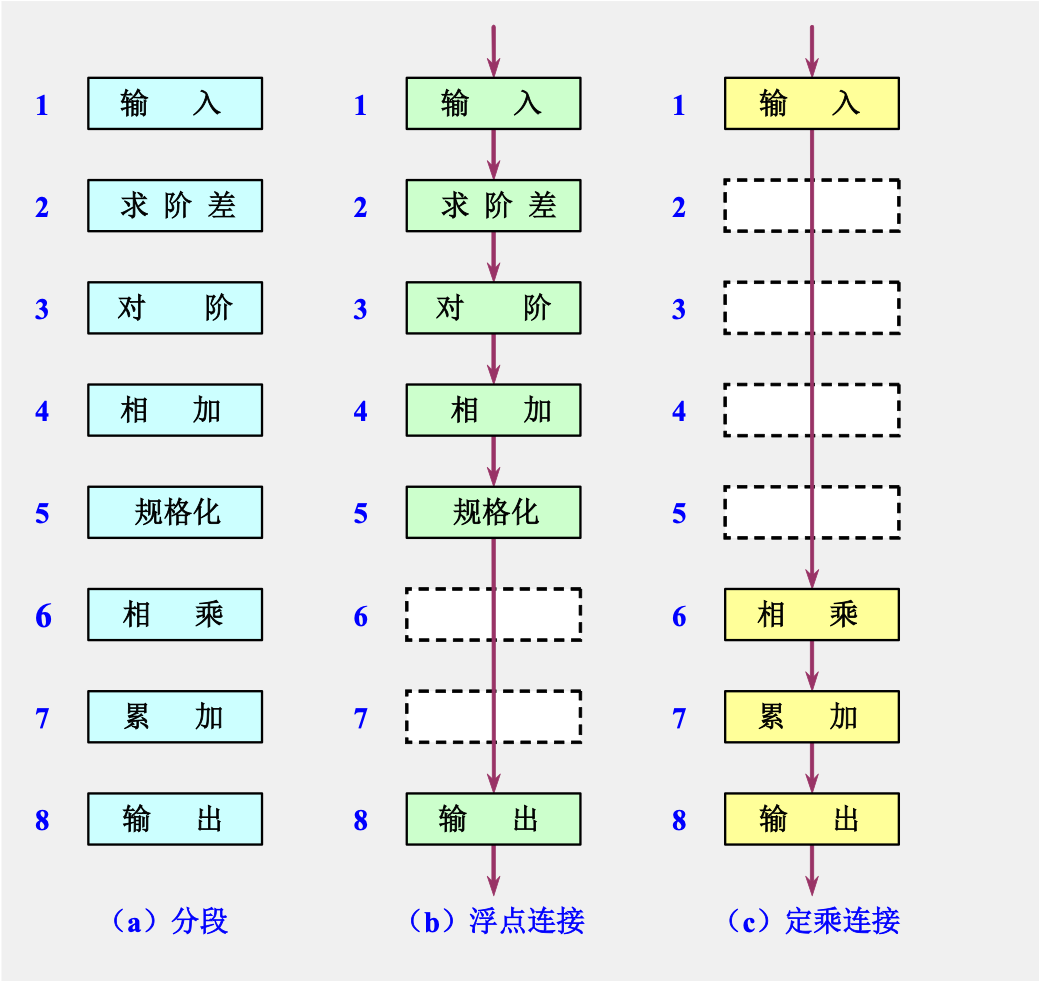 1 输 入 1 输 入 1 输 入
2 求 阶 差 2 求 阶 差 2
3 对 阶 3 对 阶 3
4 相 加 4 相 加 4
5 规格化 5 规格化 5
6 相 乘 6 6 相 乘
7 累 加 7 7 累 加
8 输 出 8 输 出 8 输 出
（a）分段 （b）浮点连接 （c）定乘连接